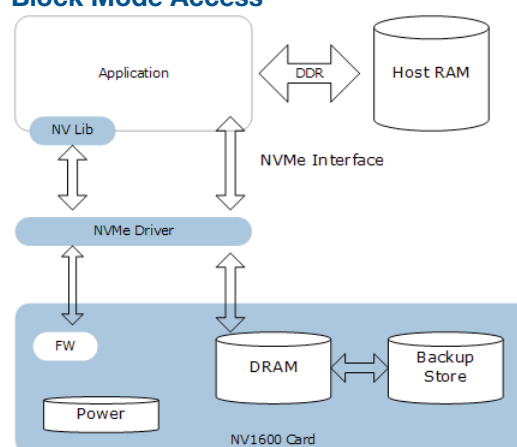 Block Mode Access
Application
DDR
Host RAM
NV Lib
NVMe Interface
NVMe Driver
FW
DRAM
Backup
Store
Power
NV1600 Card